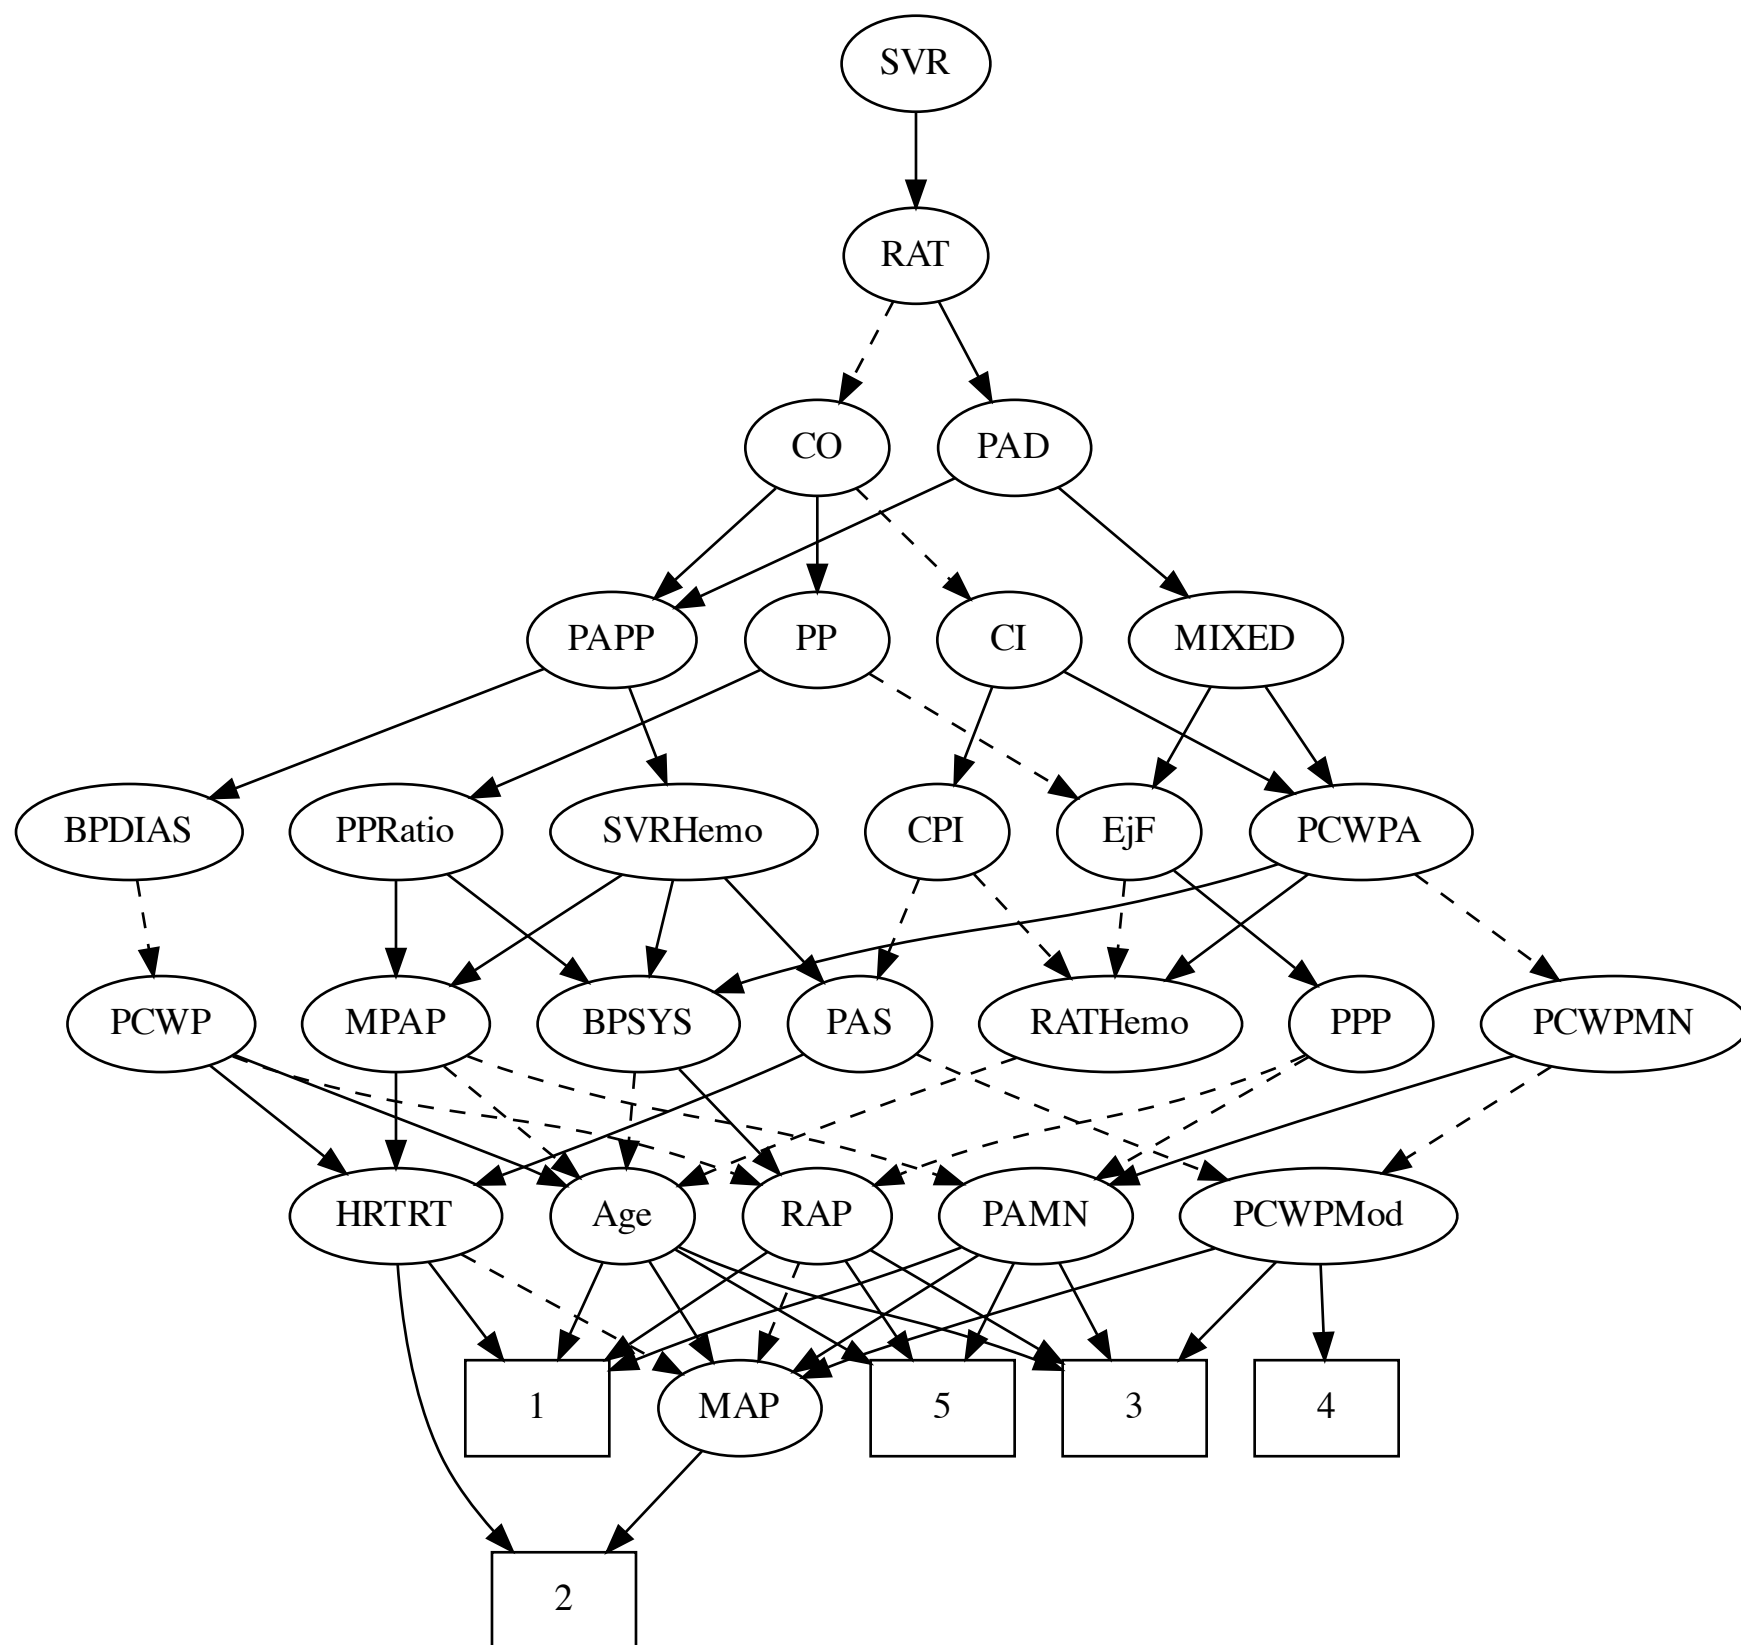 SVR
RAT
CO PAD
PAPP PP CI MIXED
BPDIAS PPRatio SVRHemo CPI EjF PCWPA
PCWP MPAP BPSYS PAS RATHemo PPP PCWPMN
HRTRT Age RAP PAMN PCWPMod
1 MAP 5 3 4
2